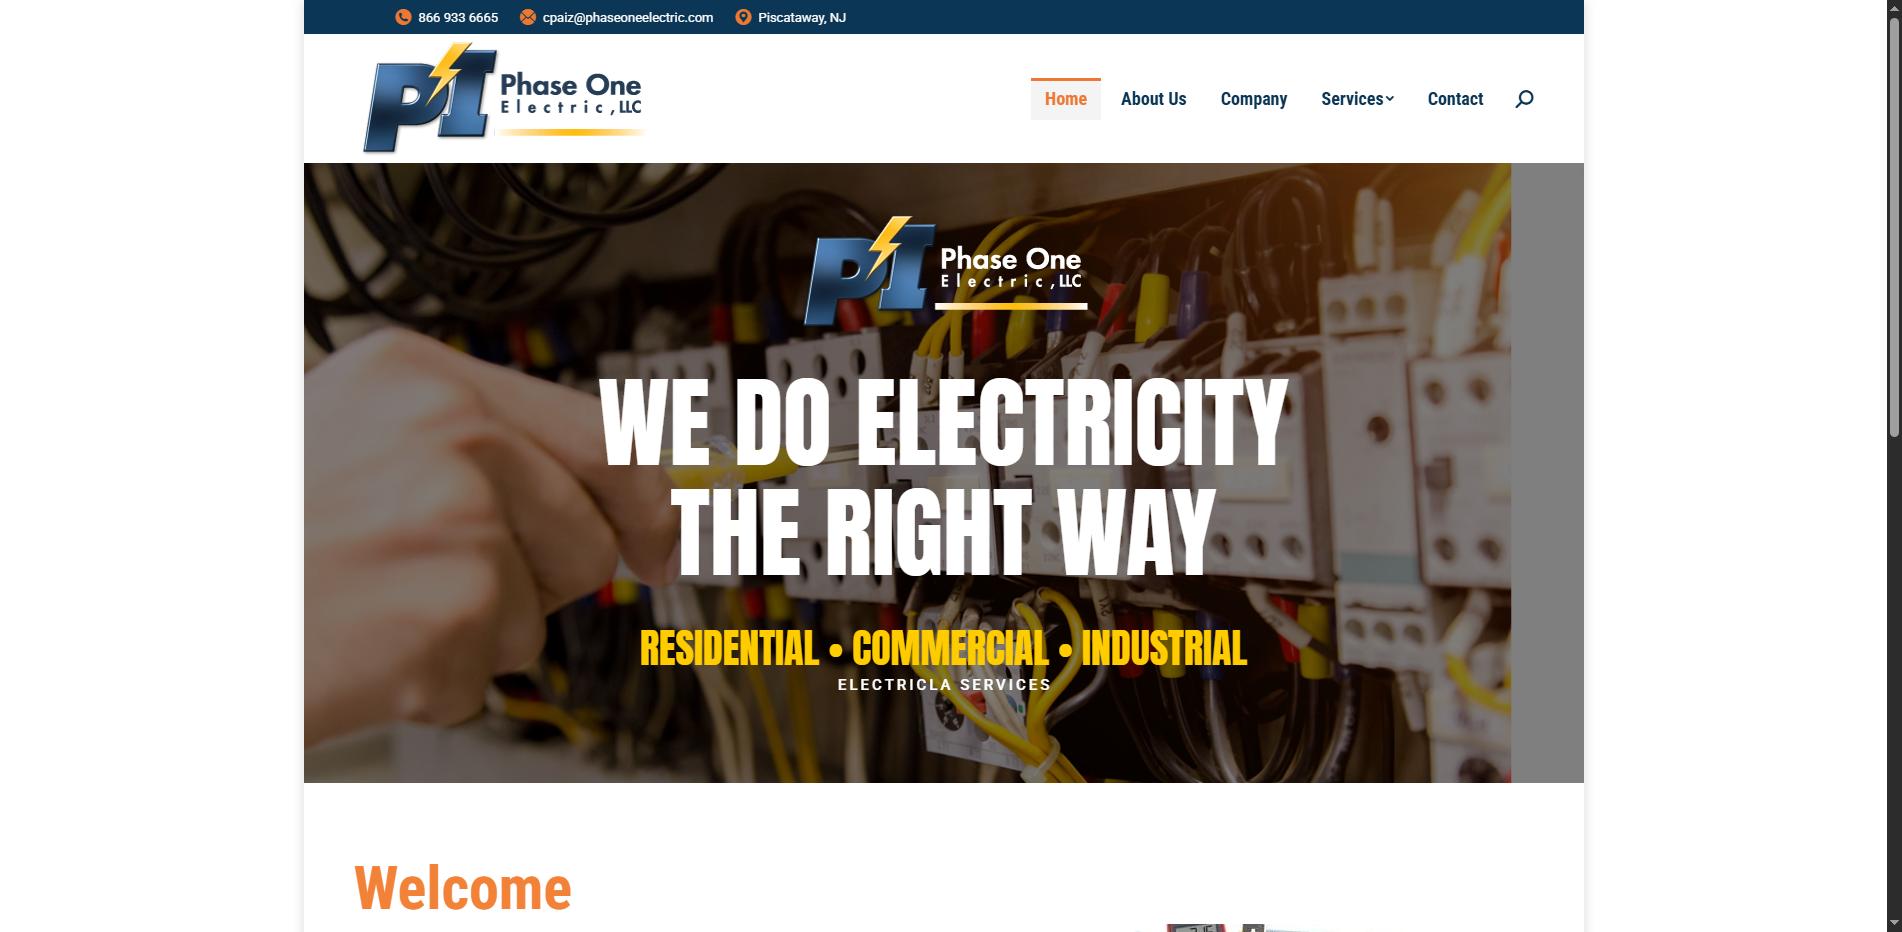 866 933 6665 cpaiz@phaseoneelectric.com Piscataway, NJ
PI Phase One
Electric, LLC
Home About Us Company Services Contact
PI Phase One
Electric, LLC
WE DO ELECTRICITY
THE RIGHT WAY
RESIDENTIAL • COMMERCIAL • INDUSTRIAL
ELECTRICLA SERVICES
Welcome